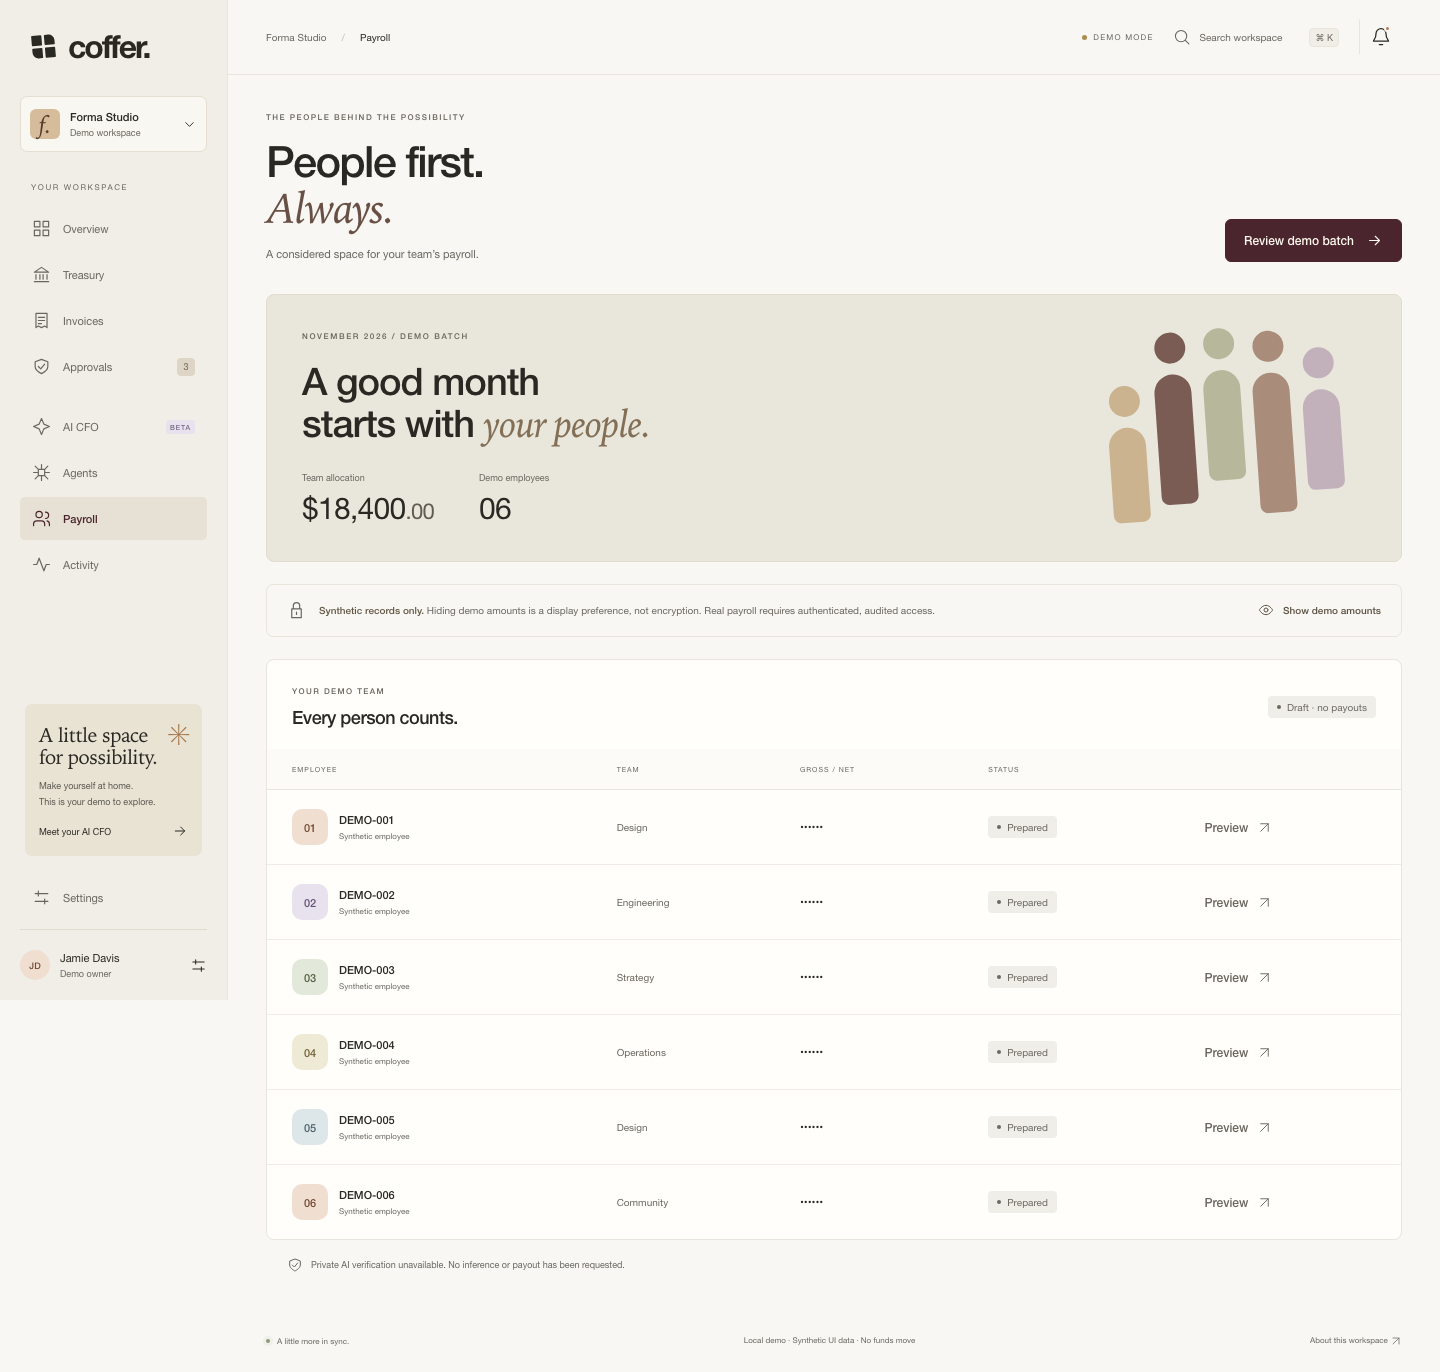 coffer.
f.
Forma Studio
Demo workspace
YOUR WORKSPACE
Overview
Treasury
Invoices
Approvals 3
AI CFO BETA
Agents
Payroll
Activity
A little space
for possibility.
Make yourself at home.
This is your demo to explore.
Meet your AI CFO
Settings
JD
Jamie Davis
Demo owner
Forma Studio / Payroll
DEMO MODE
Search workspace
⌘ K
THE PEOPLE BEHIND THE POSSIBILITY
People first.
Always.
A considered space for your team’s payroll.
Review demo batch
NOVEMBER 2026 / DEMO BATCH
A good month
starts with your people.
Team allocation Demo employees
$18,400.00 06
Synthetic records only. Hiding demo amounts is a display preference, not encryption. Real payroll requires authenticated, audited access.
Show demo amounts
YOUR DEMO TEAM
Every person counts.
Draft · no payouts
EMPLOYEE TEAM GROSS / NET STATUS
01 DEMO-001 Design •••••• Prepared Preview
Synthetic employee
02 DEMO-002 Engineering •••••• Prepared Preview
Synthetic employee
03 DEMO-003 Strategy •••••• Prepared Preview
Synthetic employee
04 DEMO-004 Operations •••••• Prepared Preview
Synthetic employee
05 DEMO-005 Design •••••• Prepared Preview
Synthetic employee
06 DEMO-006 Community •••••• Prepared Preview
Synthetic employee
Private AI verification unavailable. No inference or payout has been requested.
A little more in sync.
Local demo · Synthetic UI data · No funds move
About this workspace